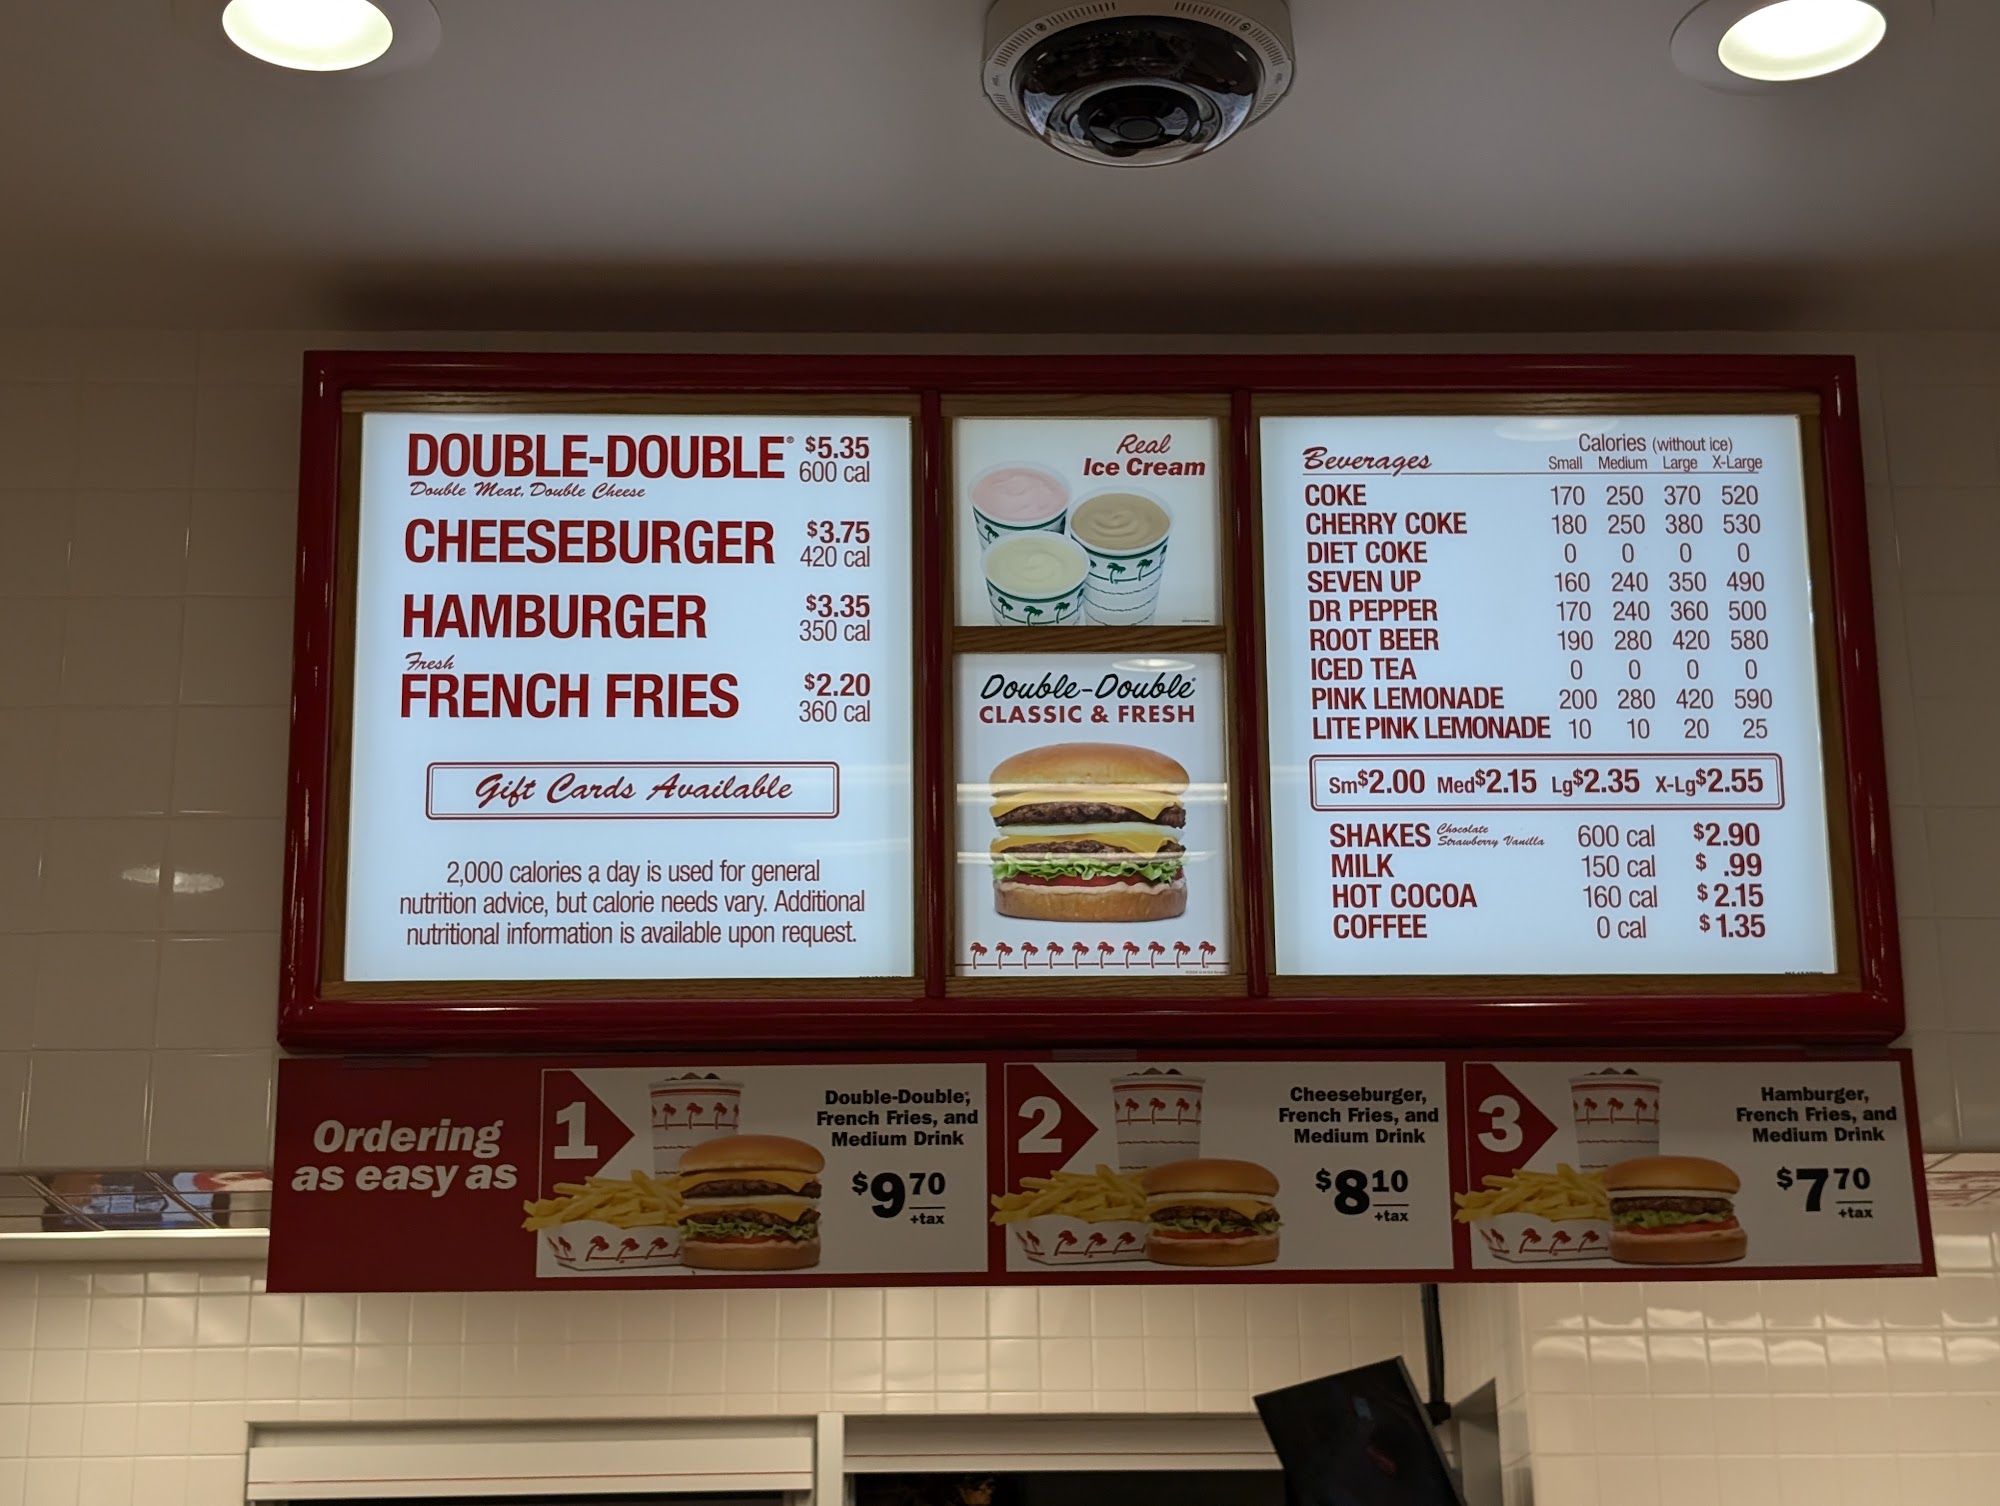 DOUBLE-DOUBLE® $5.35
Double Meat, Double Cheese 600 cal
CHEESEBURGER $3.75
420 cal
HAMBURGER $3.35
350 cal
Fresh
FRENCH FRIES $2.20
360 cal
Gift Cards Available
2,000 calories a day is used for general
nutrition advice, but calorie needs vary. Additional
nutritional information is available upon request.
Real
Ice Cream
Double-Double®
CLASSIC & FRESH
Beverages Calories (without ice)
Small Medium Large X-Large
COKE 170 250 370 520
CHERRY COKE 180 250 380 530
DIET COKE 0 0 0 0
SEVEN UP 160 240 350 490
DR PEPPER 170 240 360 500
ROOT BEER 190 280 420 580
ICED TEA 0 0 0 0
PINK LEMONADE 200 280 420 590
LITE PINK LEMONADE 10 10 20 25
Sm$2.00 Med$2.15 Lg$2.35 X-Lg$2.55
SHAKES Chocolate Strawberry Vanilla 600 cal $2.90
MILK 150 cal $ .99
HOT COCOA 160 cal $2.15
COFFEE 0 cal $1.35
Ordering
as easy as
1
Double-Double,®
French Fries, and
Medium Drink
$9.70
+tax
2
Cheeseburger,
French Fries, and
Medium Drink
$8.10
+tax
3
Hamburger,
French Fries, and
Medium Drink
$7.70
+tax